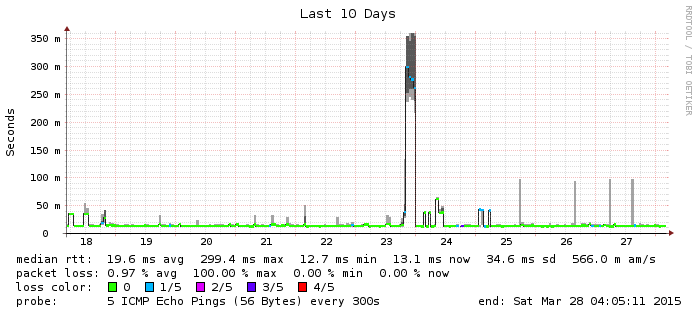 Last 10 Days
RRDTOOL / TOBI OETIKER
Seconds
350 m
300 m
250 m
200 m
150 m
100 m
50 m
0
18 19 20 21 22 23 24 25 26 27
median rtt: 19.6 ms avg 299.4 ms max 12.7 ms min 13.1 ms now 34.6 ms sd 566.0 m am/s
packet loss: 0.97 % avg 100.00 % max 0.00 % min 0.00 % now
loss color: 0 1/5 2/5 3/5 4/5
probe: 5 ICMP Echo Pings (56 Bytes) every 300s end: Sat Mar 28 04:05:11 2015